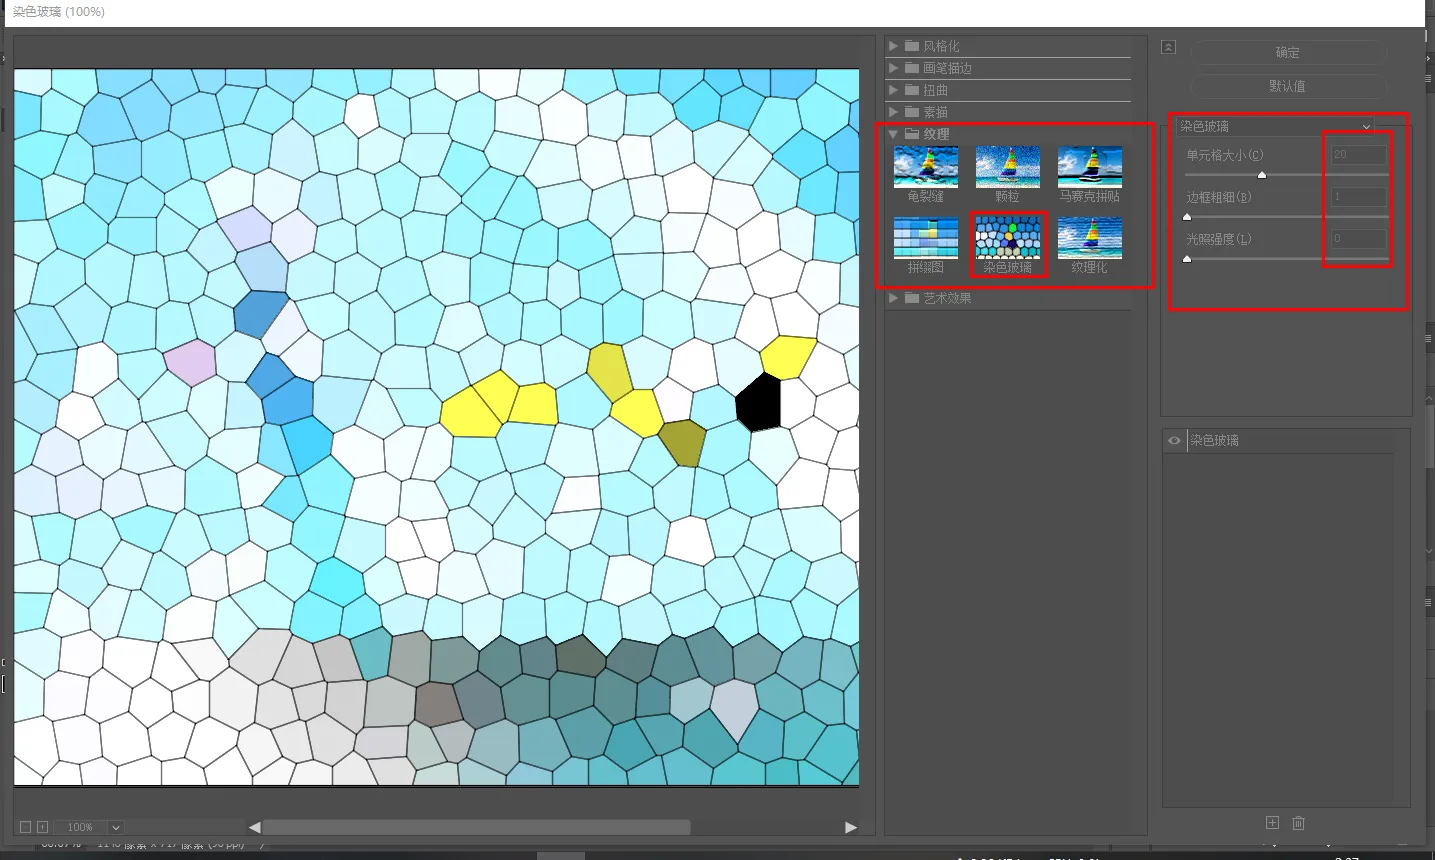 染色玻璃 (100%)
风格化
画笔描边
扭曲
素描
纹理
龟裂缝
颗粒
马赛克拼贴
拼缀图
染色玻璃
纹理化
艺术效果
确定
默认值
染色玻璃
单元格大小(C)
20
边框粗细(B)
1
光照强度(L)
0
染色玻璃
100%